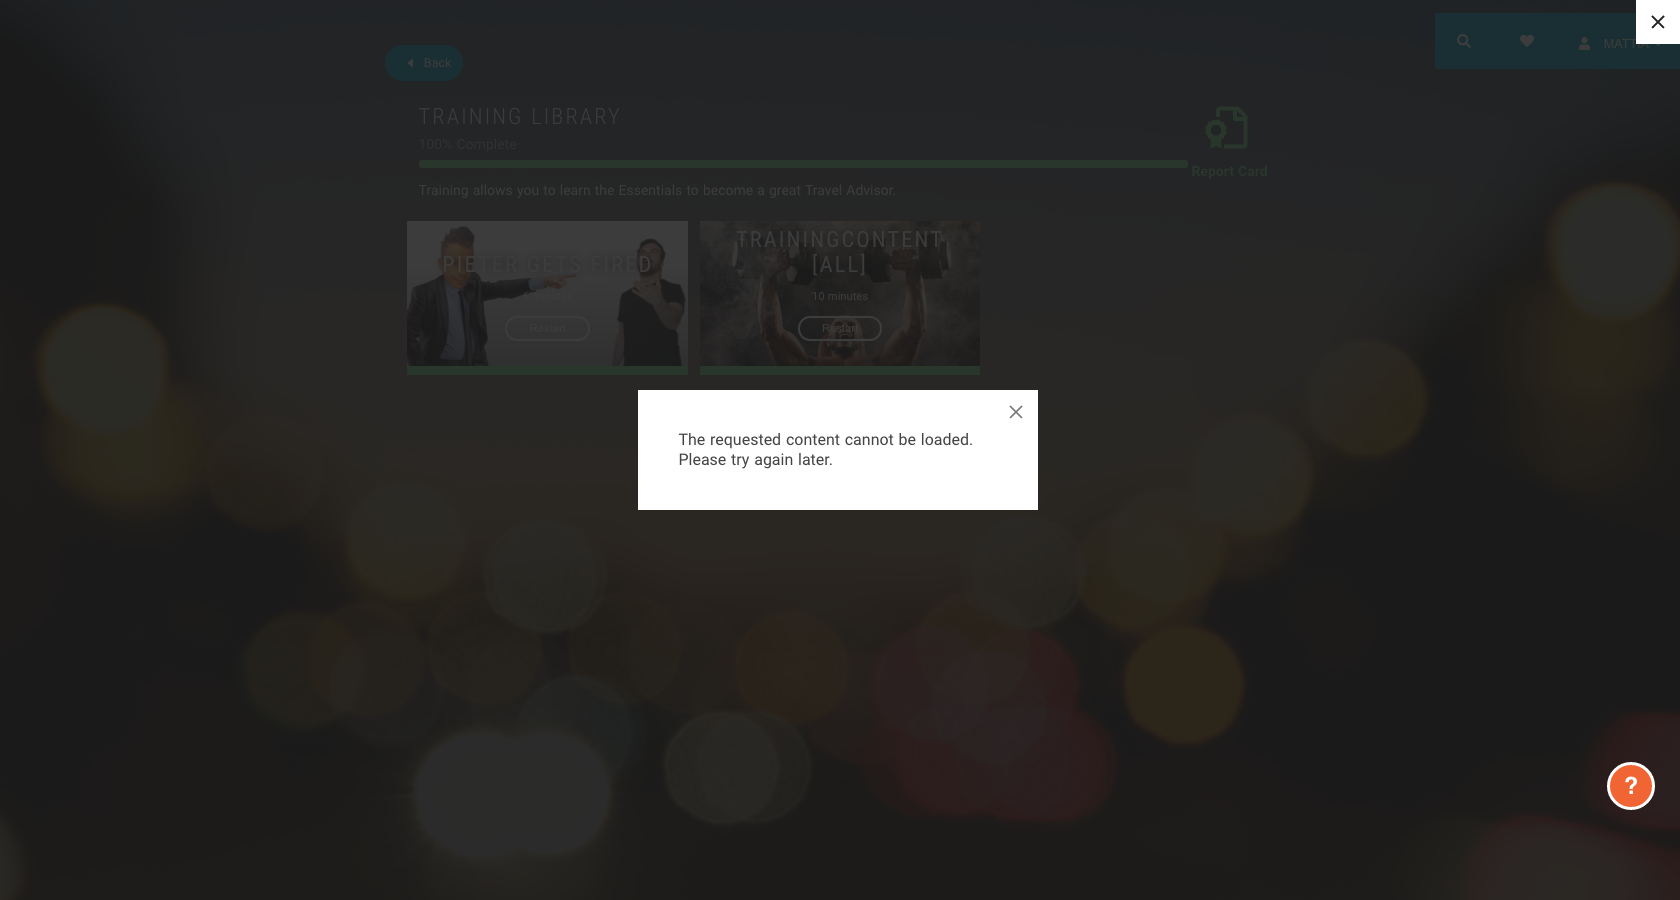 Back
TRAINING LIBRARY
100% Complete
Report Card
Training allows you to learn the Essentials to become a great Travel Advisor.
PIETER GETS FIRED
Restart
TRAININGCONTENT
[ALL]
10 minutes
Restart
The requested content cannot be loaded.
Please try again later.
?